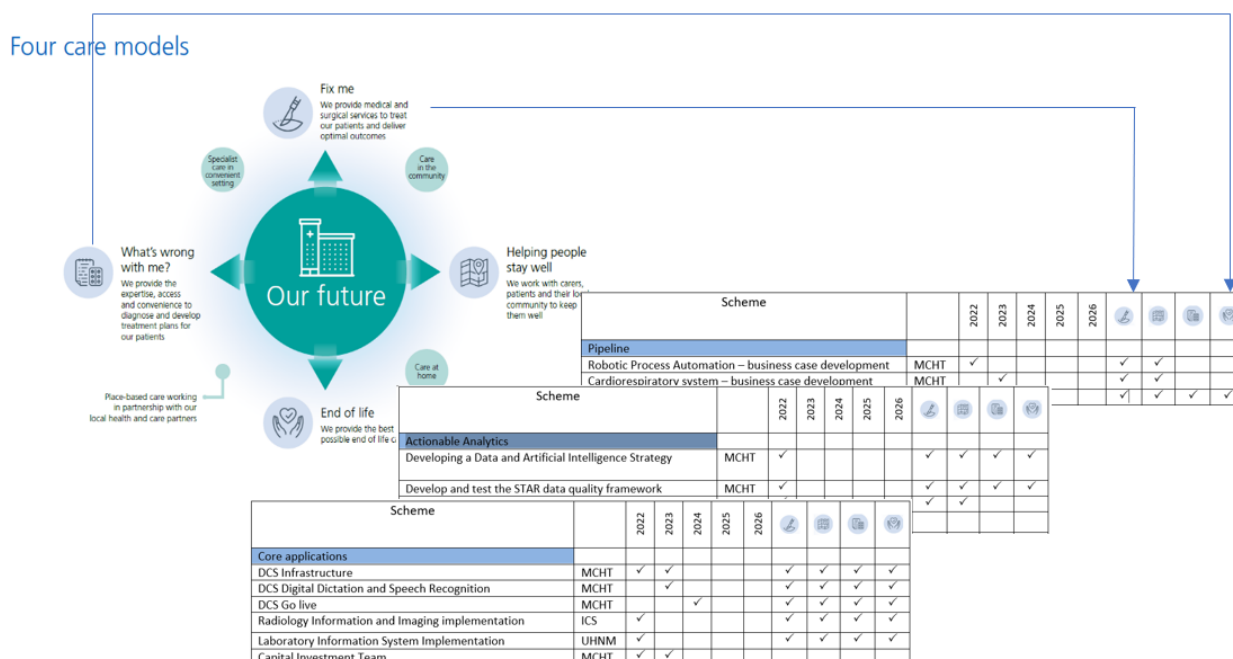 Four care models
Fix me
We provide medical and
surgical services to treat
our patients and deliver
optimal outcomes
Specialist
care in
convenient
setting
Care
in the
community
What's wrong
with me?
We provide the
expertise, access
and convenience to
diagnose and develop
treatment plans for
our patients
Our future
Helping people
stay well
We work with carers,
patients and their
community to keep
them well
Care at
home
Place-based care working
in partnership with our
local health and care partners
End of life
We provide the best
possible end of life
Scheme 2022 2023 2024 2025 2026
Pipeline
Robotic Process Automation – business case development MCHT ✓ ✓ ✓
Cardiorespiratory system – business case development MCHT ✓ ✓ ✓
✓ ✓ ✓ ✓
Scheme 2022 2023 2024 2025 2026
Actionable Analytics
Developing a Data and Artificial Intelligence Strategy MCHT ✓ ✓ ✓ ✓ ✓
Develop and test the STAR data quality framework MCHT ✓ ✓ ✓ ✓ ✓
✓ ✓ ✓
Scheme 2022 2023 2024 2025 2026
Core applications
DCS Infrastructure MCHT ✓ ✓ ✓ ✓ ✓ ✓
DCS Digital Dictation and Speech Recognition MCHT ✓ ✓ ✓ ✓ ✓
DCS Go live MCHT ✓ ✓ ✓ ✓ ✓
Radiology Information and Imaging implementation ICS ✓ ✓ ✓ ✓ ✓
Laboratory Information System Implementation UHNM ✓ ✓ ✓ ✓ ✓
Capital Investment Team MCHT ✓ ✓